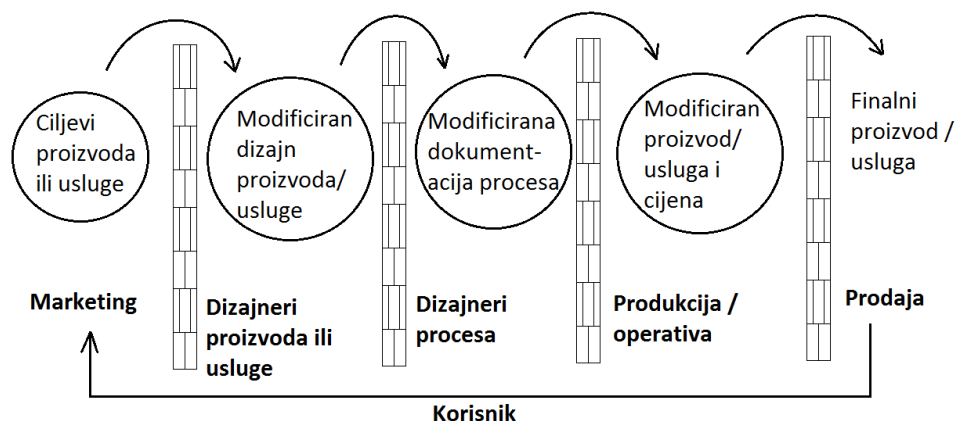 Ciljevi
proizvoda
ili usluge
Modificiran
dizajn
proizvoda/
usluge
Modificirana
dokument-
acija procesa
Modificiran
proizvod/
usluga i
cijena
Finalni
proizvod /
usluga
Marketing
Dizajneri
proizvoda ili
usluge
Dizajneri
procesa
Produkcija /
operativa
Prodaja
Korisnik